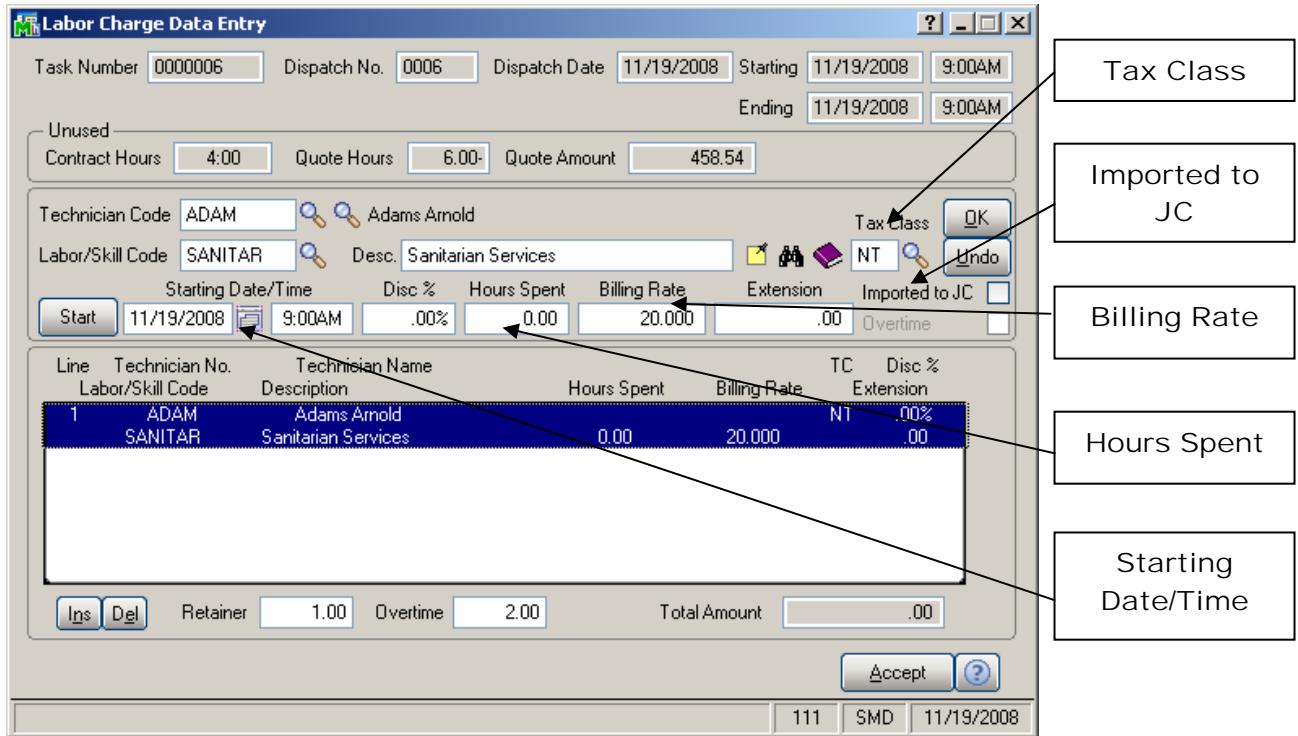 Labor Charge Data Entry
Task Number 0000006 Dispatch No. 0006 Dispatch Date 11/19/2008 Starting 11/19/2008 9:00AM
Ending 11/19/2008 9:00AM
Unused
Contract Hours 4:00 Quote Hours 6.00- Quote Amount 458.54
Technician Code ADAM Adams Arnold
Tax Class OK
Labor/Skill Code SANITAR Desc. Sanitarian Services NT Undo
Starting Date/Time Disc % Hours Spent Billing Rate Extension Imported to JC
Start 11/19/2008 9:00AM .00% 0.00 20.000 .00 Overtime
Line Technician No. Technician Name TC Disc %
Labor/Skill Code Description Hours Spent Billing Rate Extension
1 ADAM Adams Arnold NT .00%
SANITAR Sanitarian Services 0.00 20.000 .00
Ins Del Retainer 1.00 Overtime 2.00 Total Amount .00
Accept ?
111 SMD 11/19/2008
Tax Class
Imported to
JC
Billing Rate
Hours Spent
Starting
Date/Time